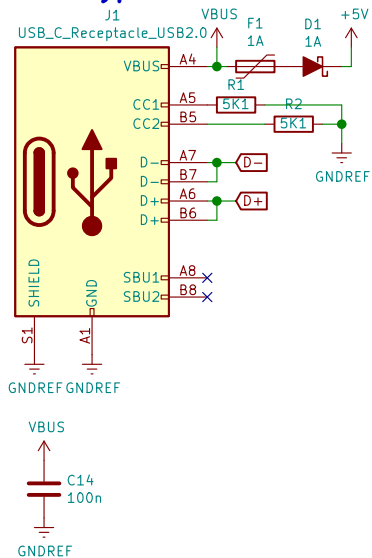 J1
USB_C_Receptacle_USB2.0
VBUS
F1
1A
D1
1A
+5V
VBUS
A4
R1
CC1
A5
5K1
R2
CC2
B5
5K1
GNDREF
D-
A7
D-
D-
B7
D+
A6
D+
D+
B6
SBU1
A8
SBU2
B8
SHIELD
GND
S1
A1
GNDREF
GNDREF
VBUS
C14
100n
GNDREF